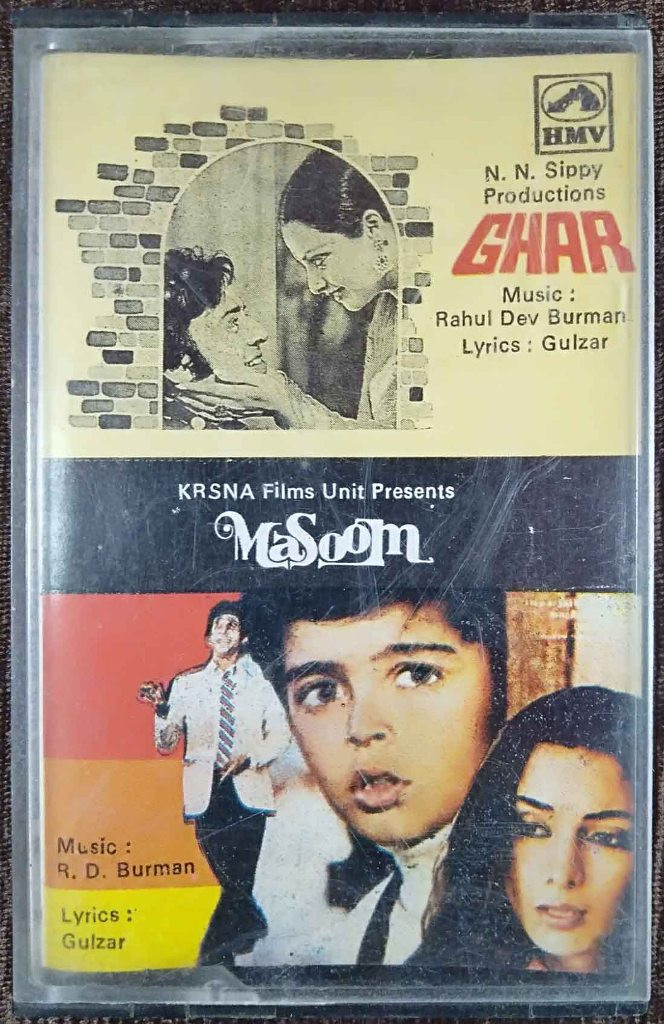 HMV
N. N. Sippy
Productions
GHAR
Music :
Rahul Dev Burman
Lyrics : Gulzar
KRSNA Films Unit Presents
MaSoom
Music :
R. D. Burman
Lyrics :
Gulzar